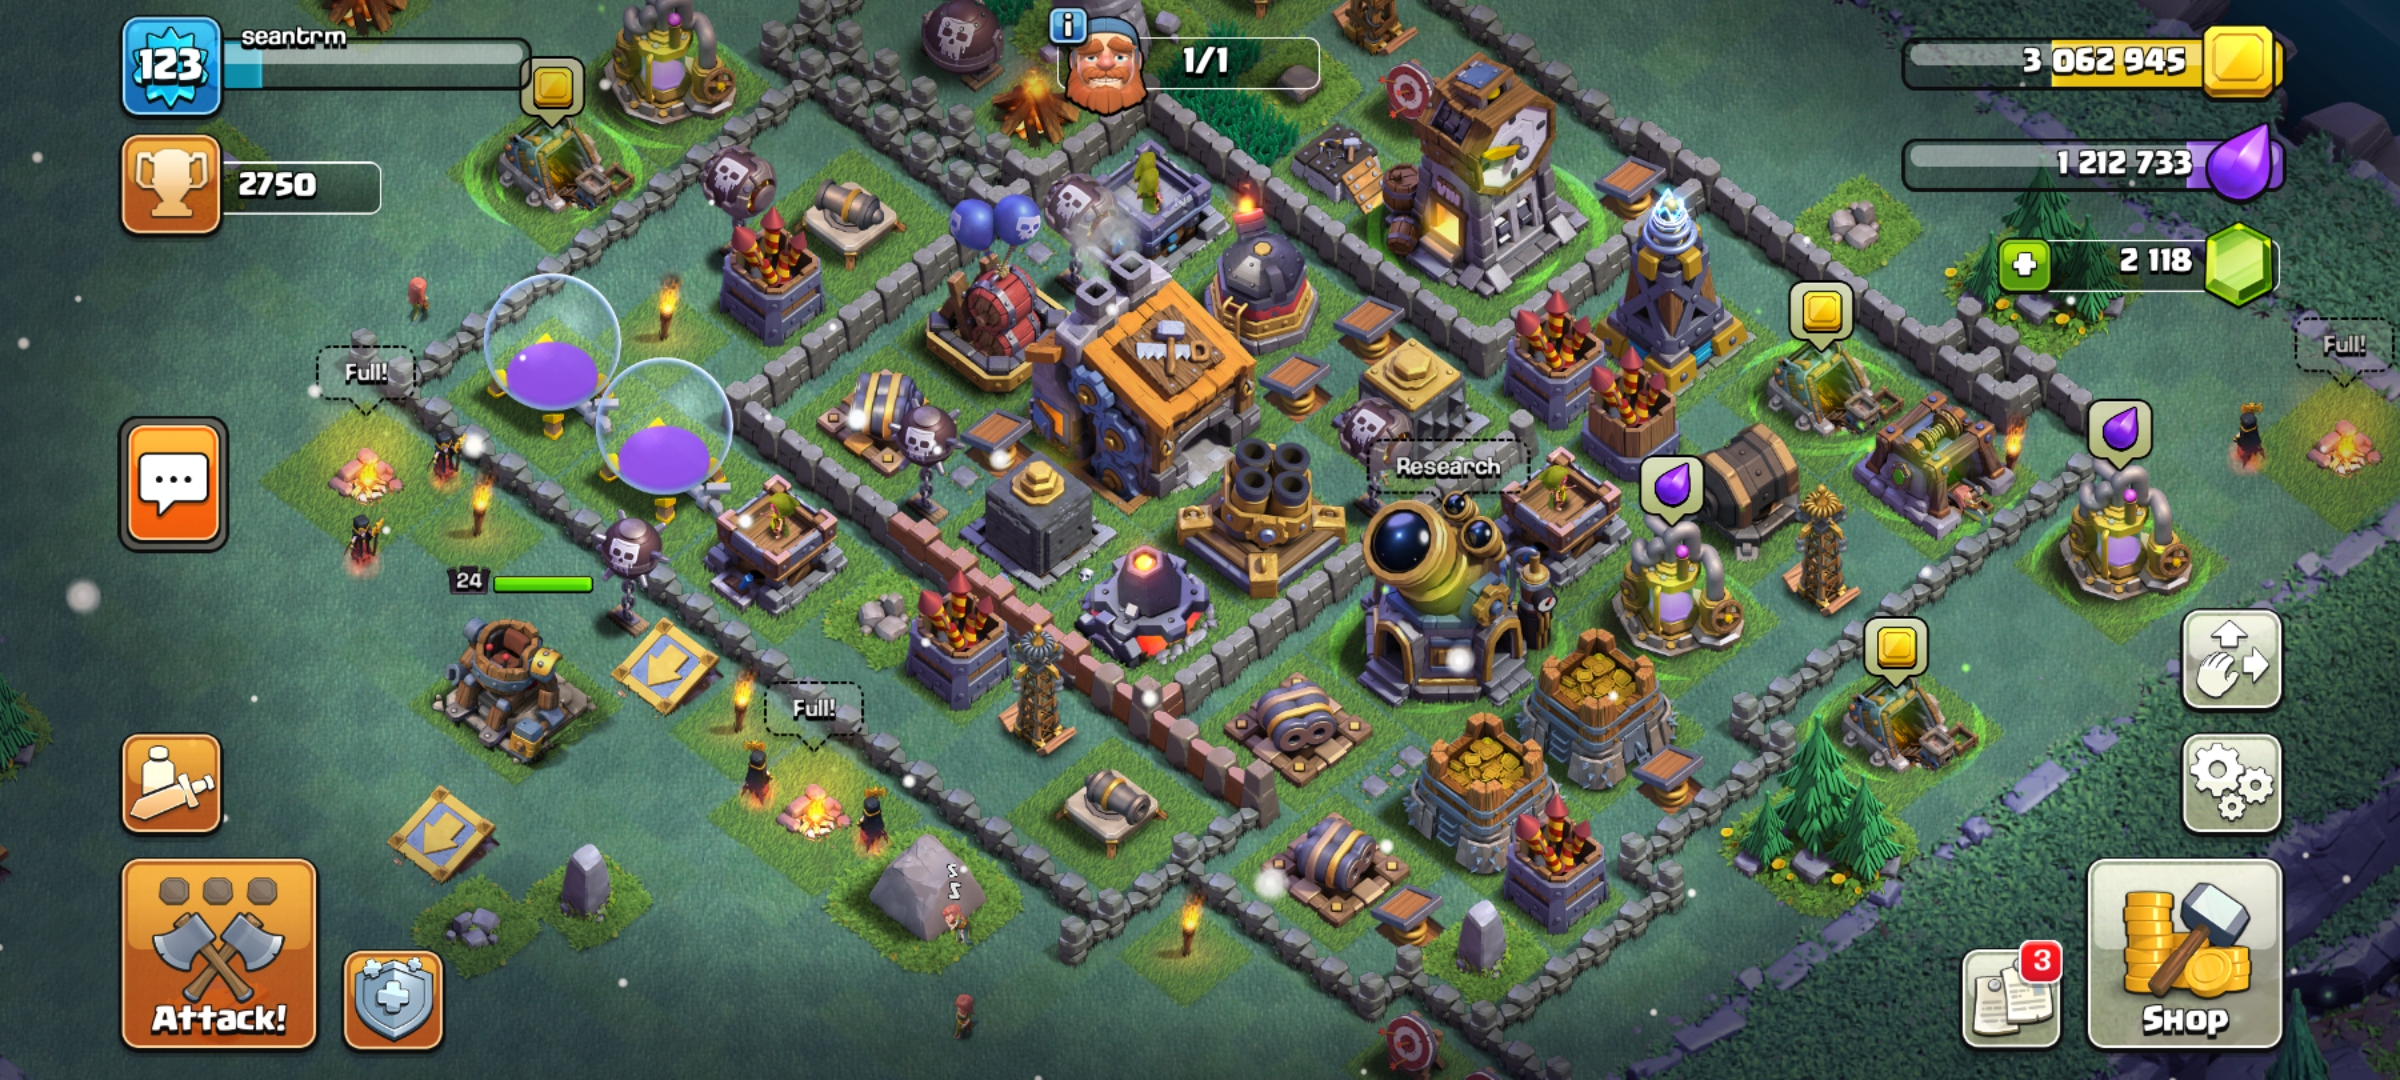 seantrm
123
1/1
3 062 945
2750
1 212 733
2 118
Full!
Full!
Research
24
Full!
z
z
Attack!
3
Shop